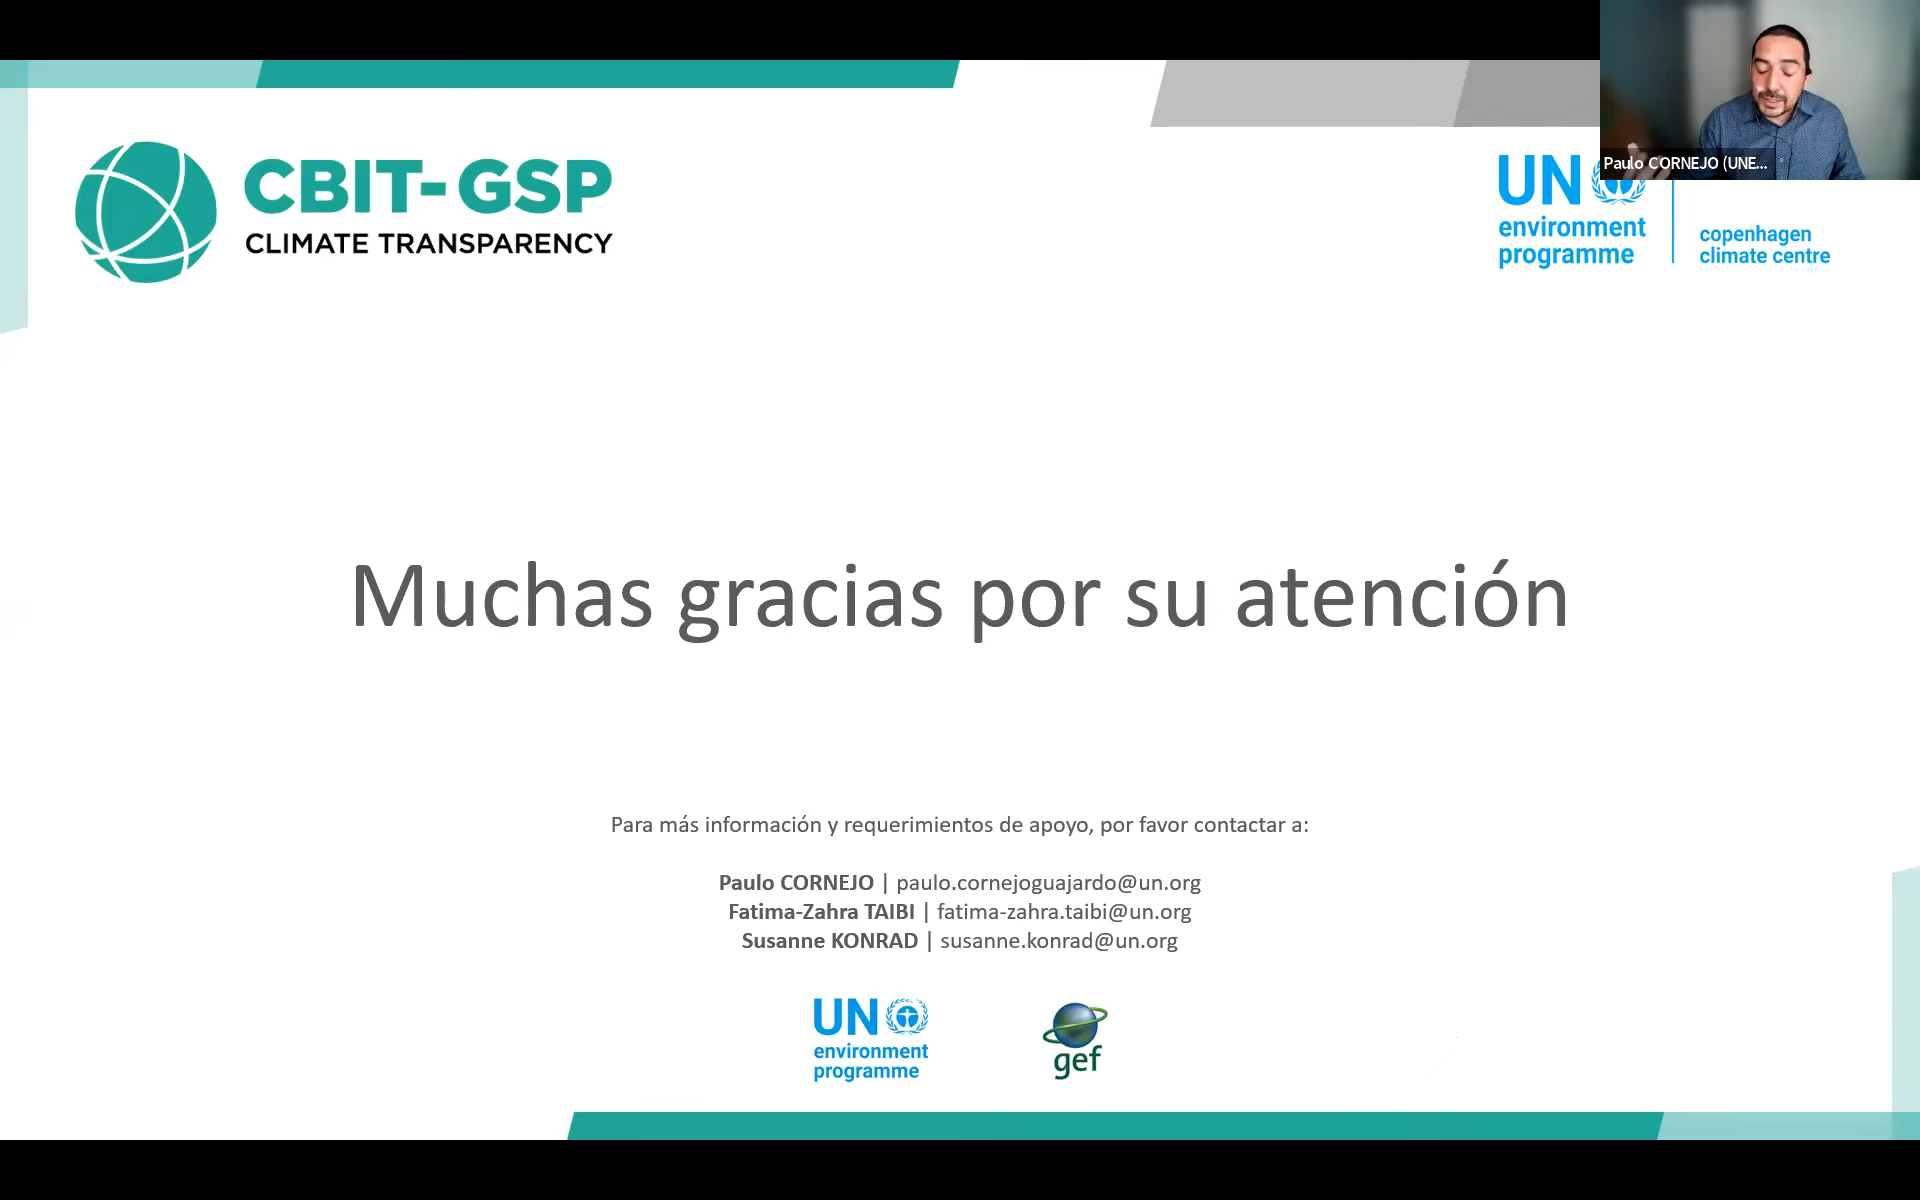 CBIT-GSP
CLIMATE TRANSPARENCY
Paulo CORNEJO (UNE...
UN
environment
programme
copenhagen
climate centre
Muchas gracias por su atención
Para más información y requerimientos de apoyo, por favor contactar a:
Paulo CORNEJO | paulo.cornejoguajardo@un.org
Fatima-Zahra TAIBI | fatima-zahra.taibi@un.org
Susanne KONRAD | susanne.konrad@un.org
UN
environment
programme
gef